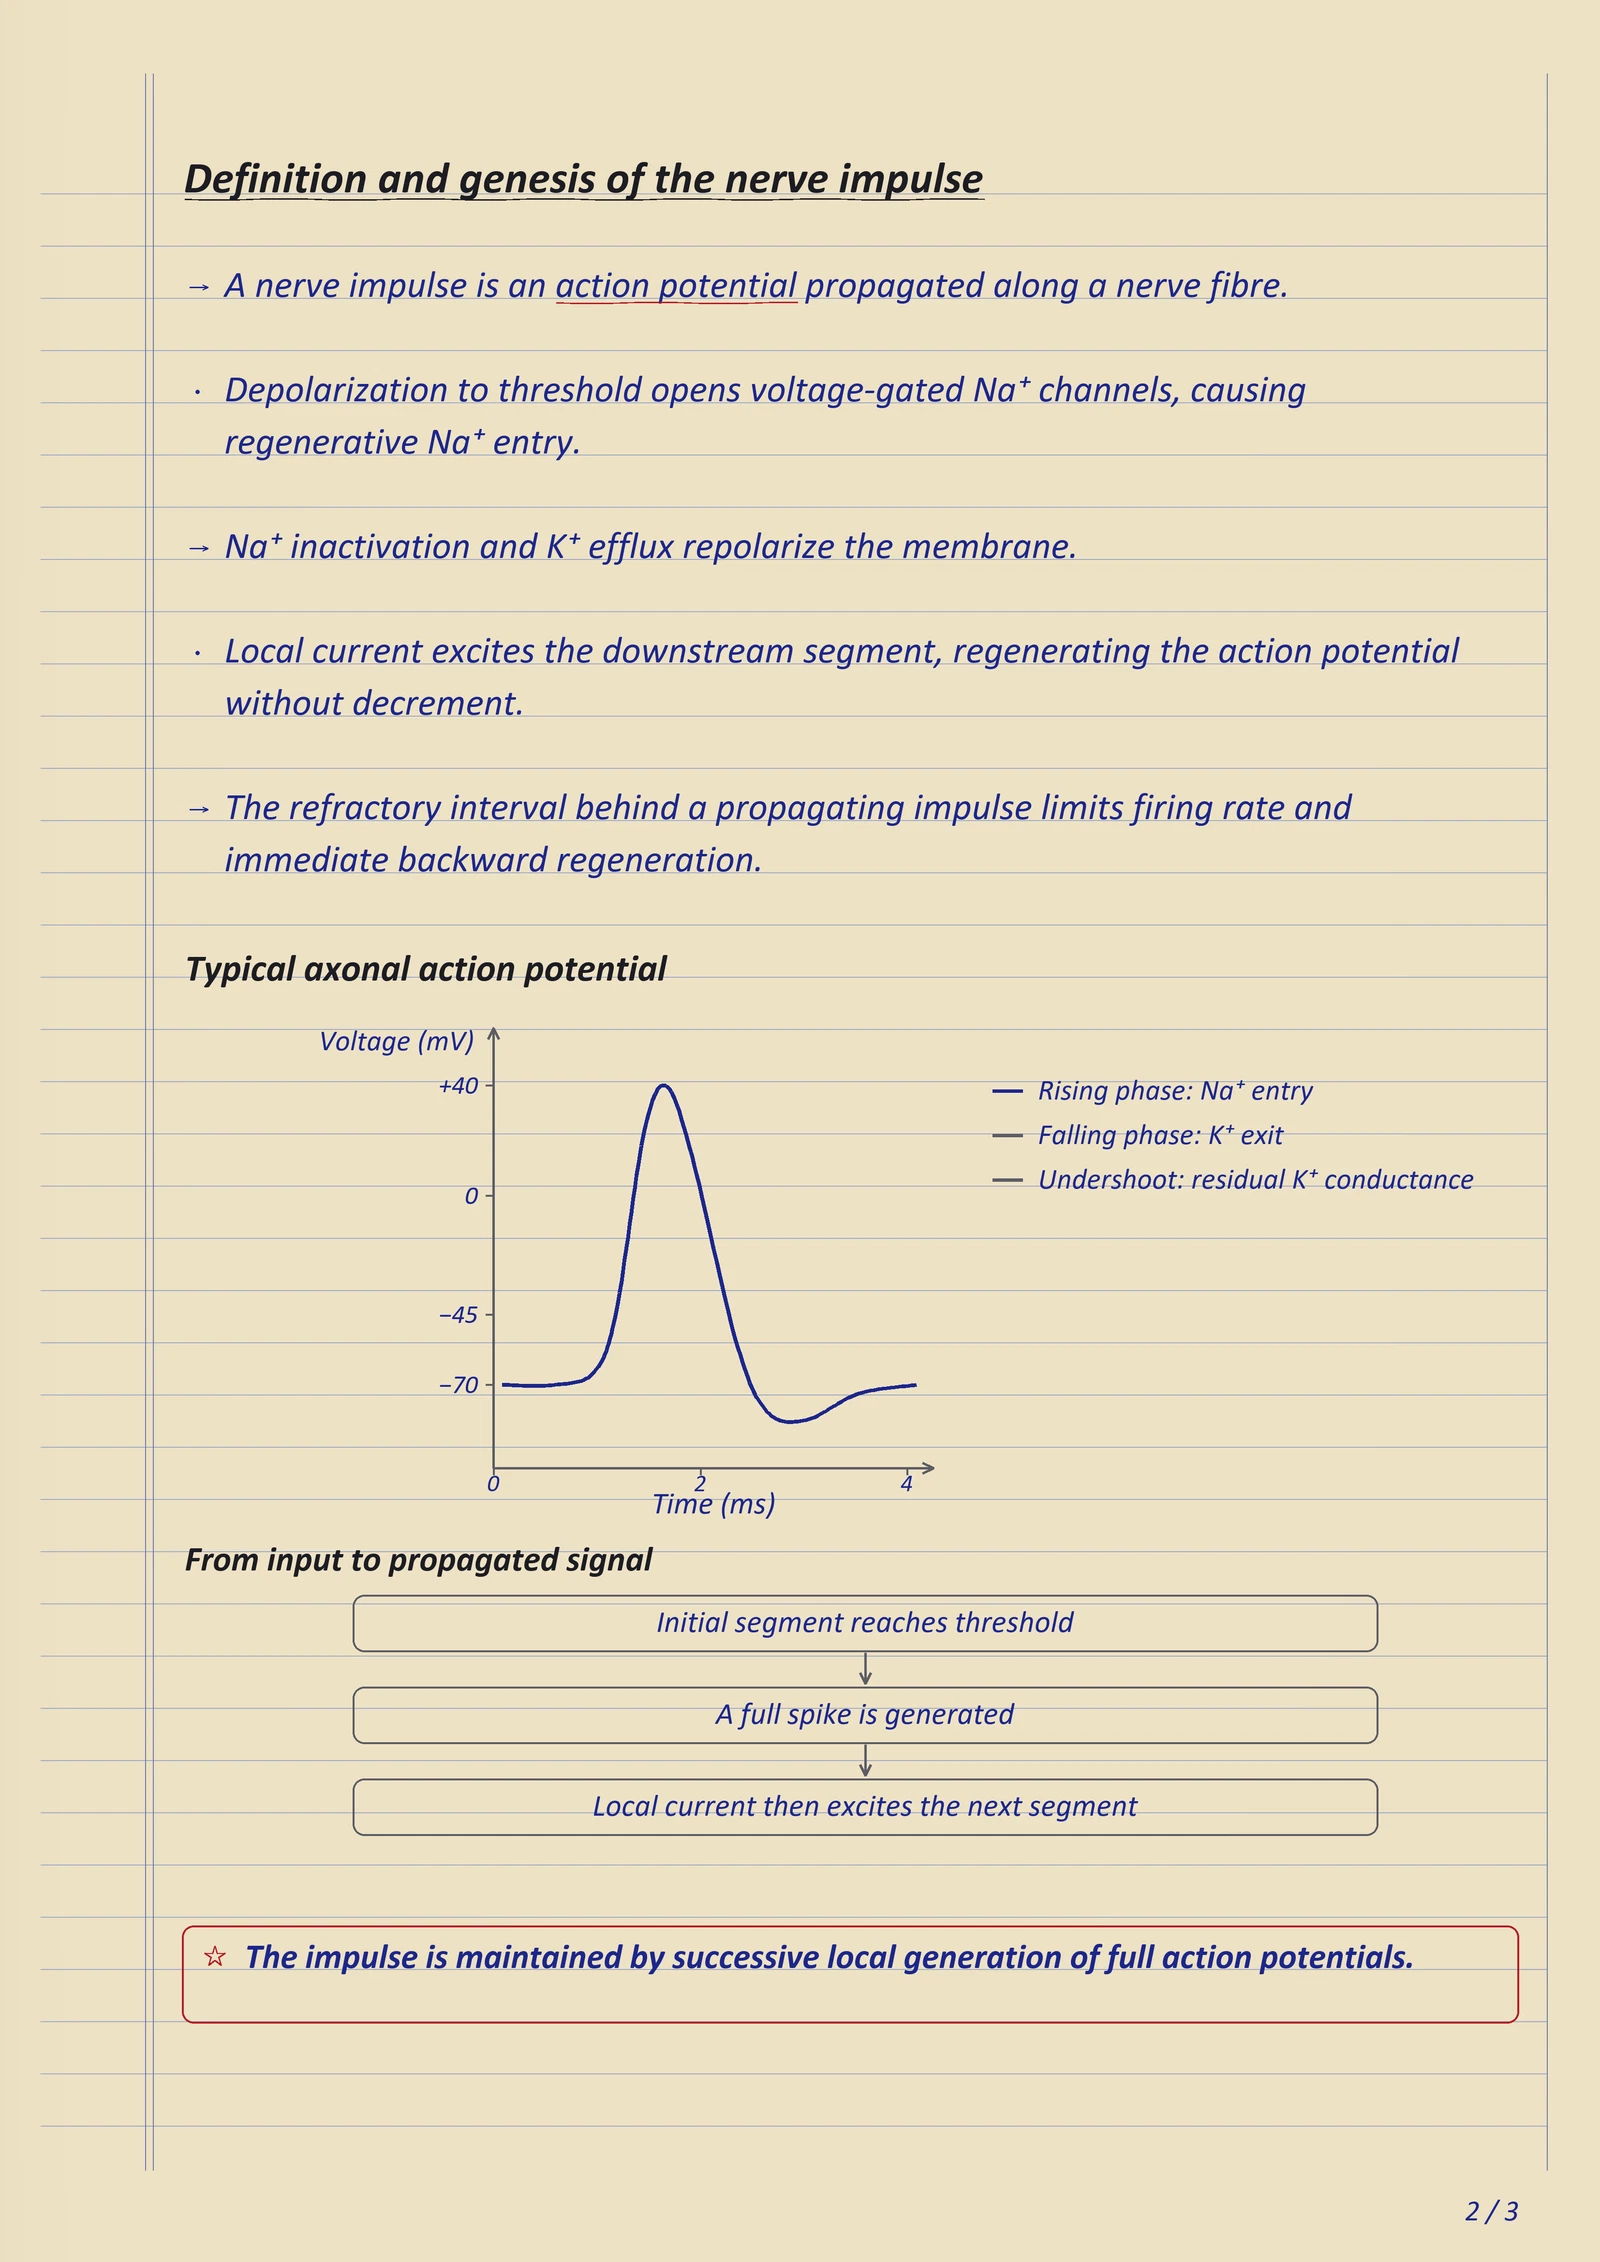 Definition and genesis of the nerve impulse
→ A nerve impulse is an action potential propagated along a nerve fibre.
· Depolarization to threshold opens voltage-gated Na⁺ channels, causing
regenerative Na⁺ entry.
→ Na⁺ inactivation and K⁺ efflux repolarize the membrane.
· Local current excites the downstream segment, regenerating the action potential
without decrement.
→ The refractory interval behind a propagating impulse limits firing rate and
immediate backward regeneration.
Typical axonal action potential
Voltage (mV)
+40
0
−45
−70
0 2 4
Time (ms)
Rising phase: Na⁺ entry
Falling phase: K⁺ exit
Undershoot: residual K⁺ conductance
From input to propagated signal
Initial segment reaches threshold
A full spike is generated
Local current then excites the next segment
☆ The impulse is maintained by successive local generation of full action potentials.
2 / 3